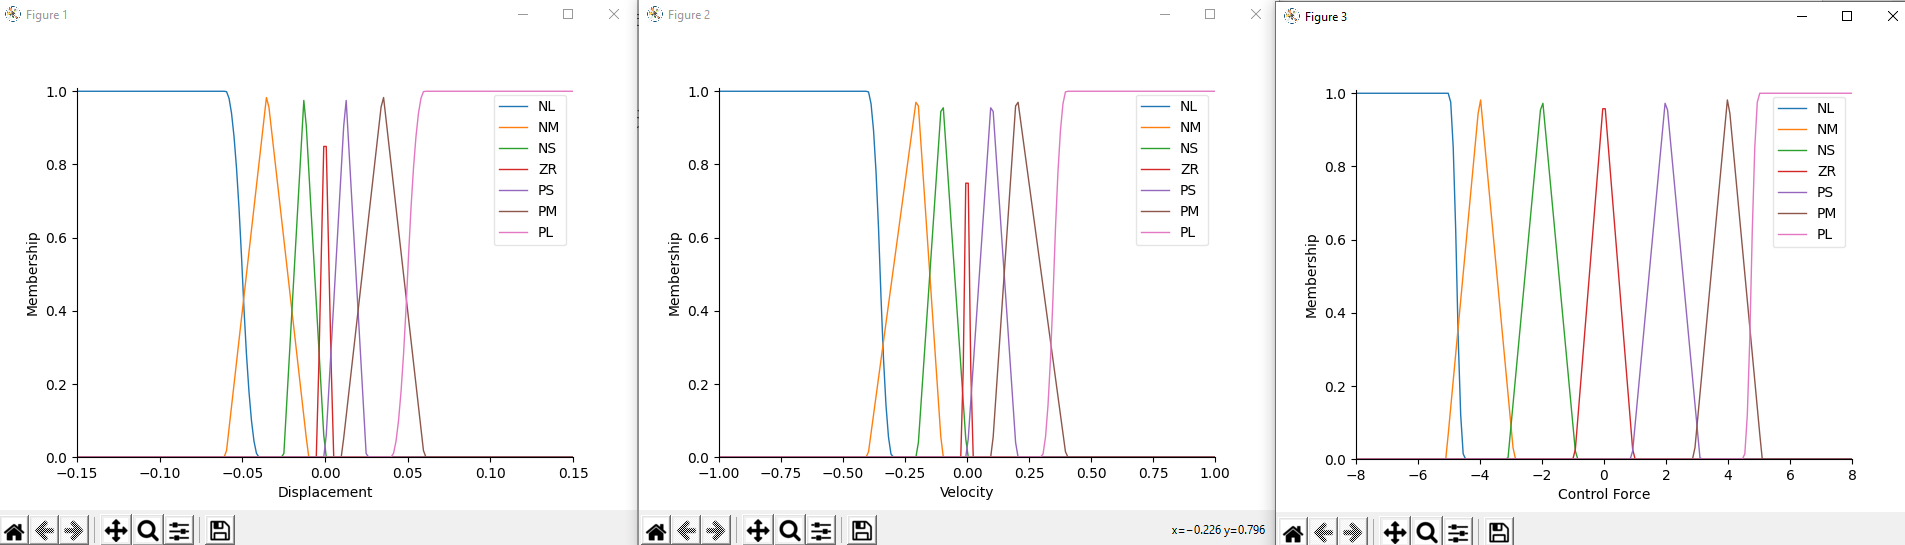 Figure 1
1.0
0.8
0.6
0.4
0.2
0.0
Membership
−0.15 −0.10 −0.05 0.00 0.05 0.10 0.15
Displacement
NL
NM
NS
ZR
PS
PM
PL
Figure 2
1.0
0.8
0.6
0.4
0.2
0.0
Membership
−1.00 −0.75 −0.50 −0.25 0.00 0.25 0.50 0.75 1.00
Velocity
NL
NM
NS
ZR
PS
PM
PL
x=−0.226 y=0.796
Figure 3
1.0
0.8
0.6
0.4
0.2
0.0
Membership
−8 −6 −4 −2 0 2 4 6 8
Control Force
NL
NM
NS
ZR
PS
PM
PL